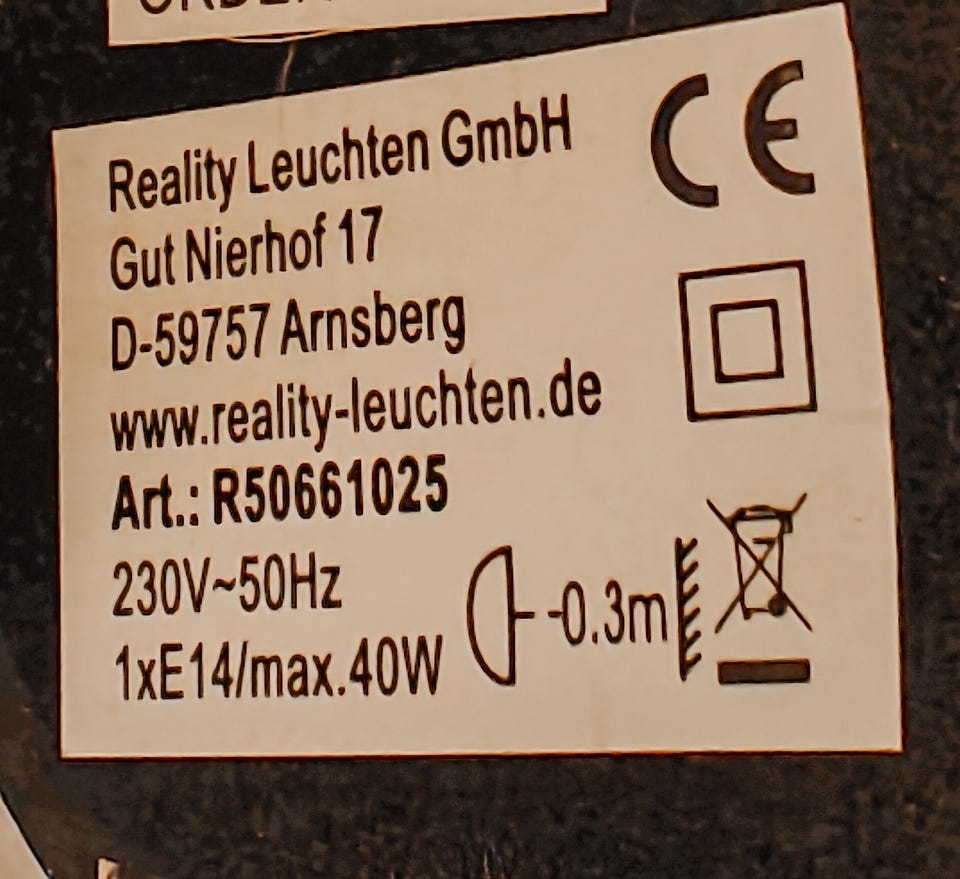 Reality Leuchten GmbH
Gut Nierhof 17
D-59757 Arnsberg
www.reality-leuchten.de
Art.: R50661025
230V~50Hz
1xE14/max.40W
-0.3m
CE